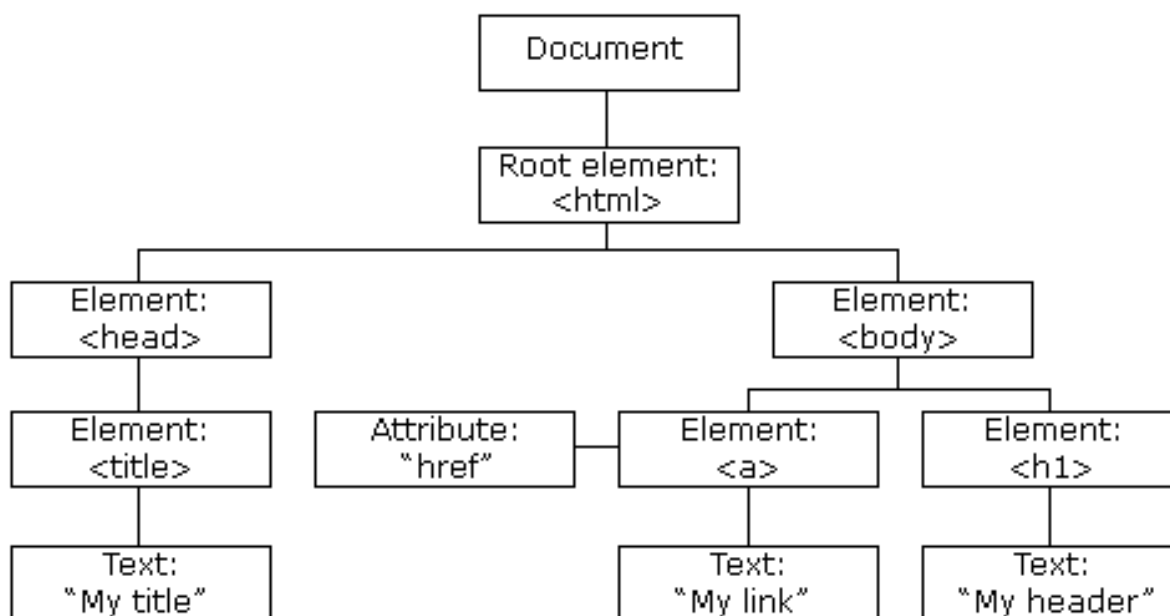 Document
Root element:
<html>
Element:
<head>
Element:
<body>
Element:
<title>
Attribute:
“href”
Element:
<a>
Element:
<h1>
Text:
“My title”
Text:
“My link”
Text:
“My header”